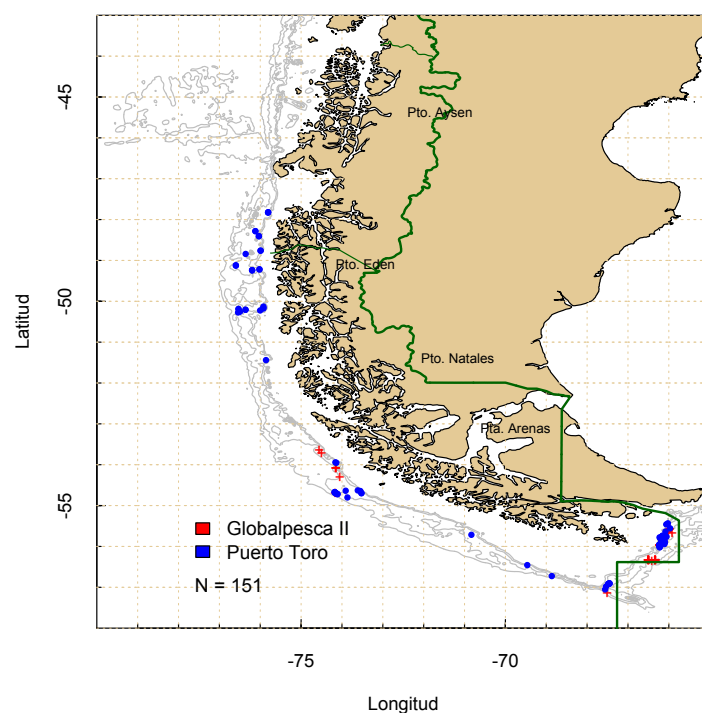 -45
Pto. Aysen
Pto. Eden
-50
Latitud
Pto. Natales
Pta. Arenas
-55
Globalpesca II
Puerto Toro
N = 151
-75
-70
Longitud